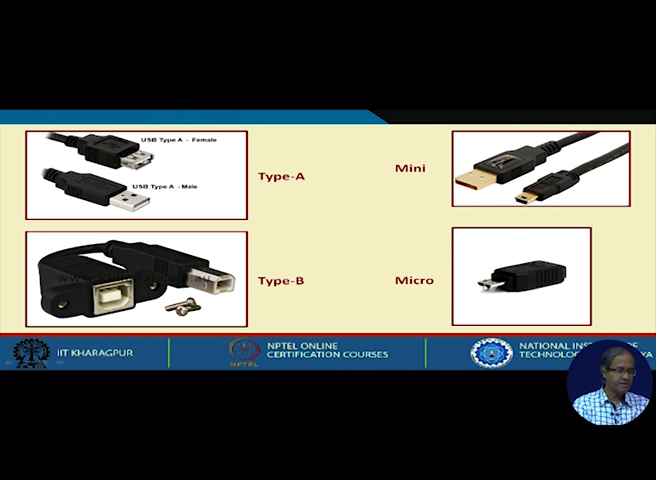 USB Type A - Female
USB Type A - Male
Type-A
Mini
Type-B
Micro
IIT KHARAGPUR
NPTEL
NPTEL ONLINE
CERTIFICATION COURSES
NATIONAL INSTITUTE OF